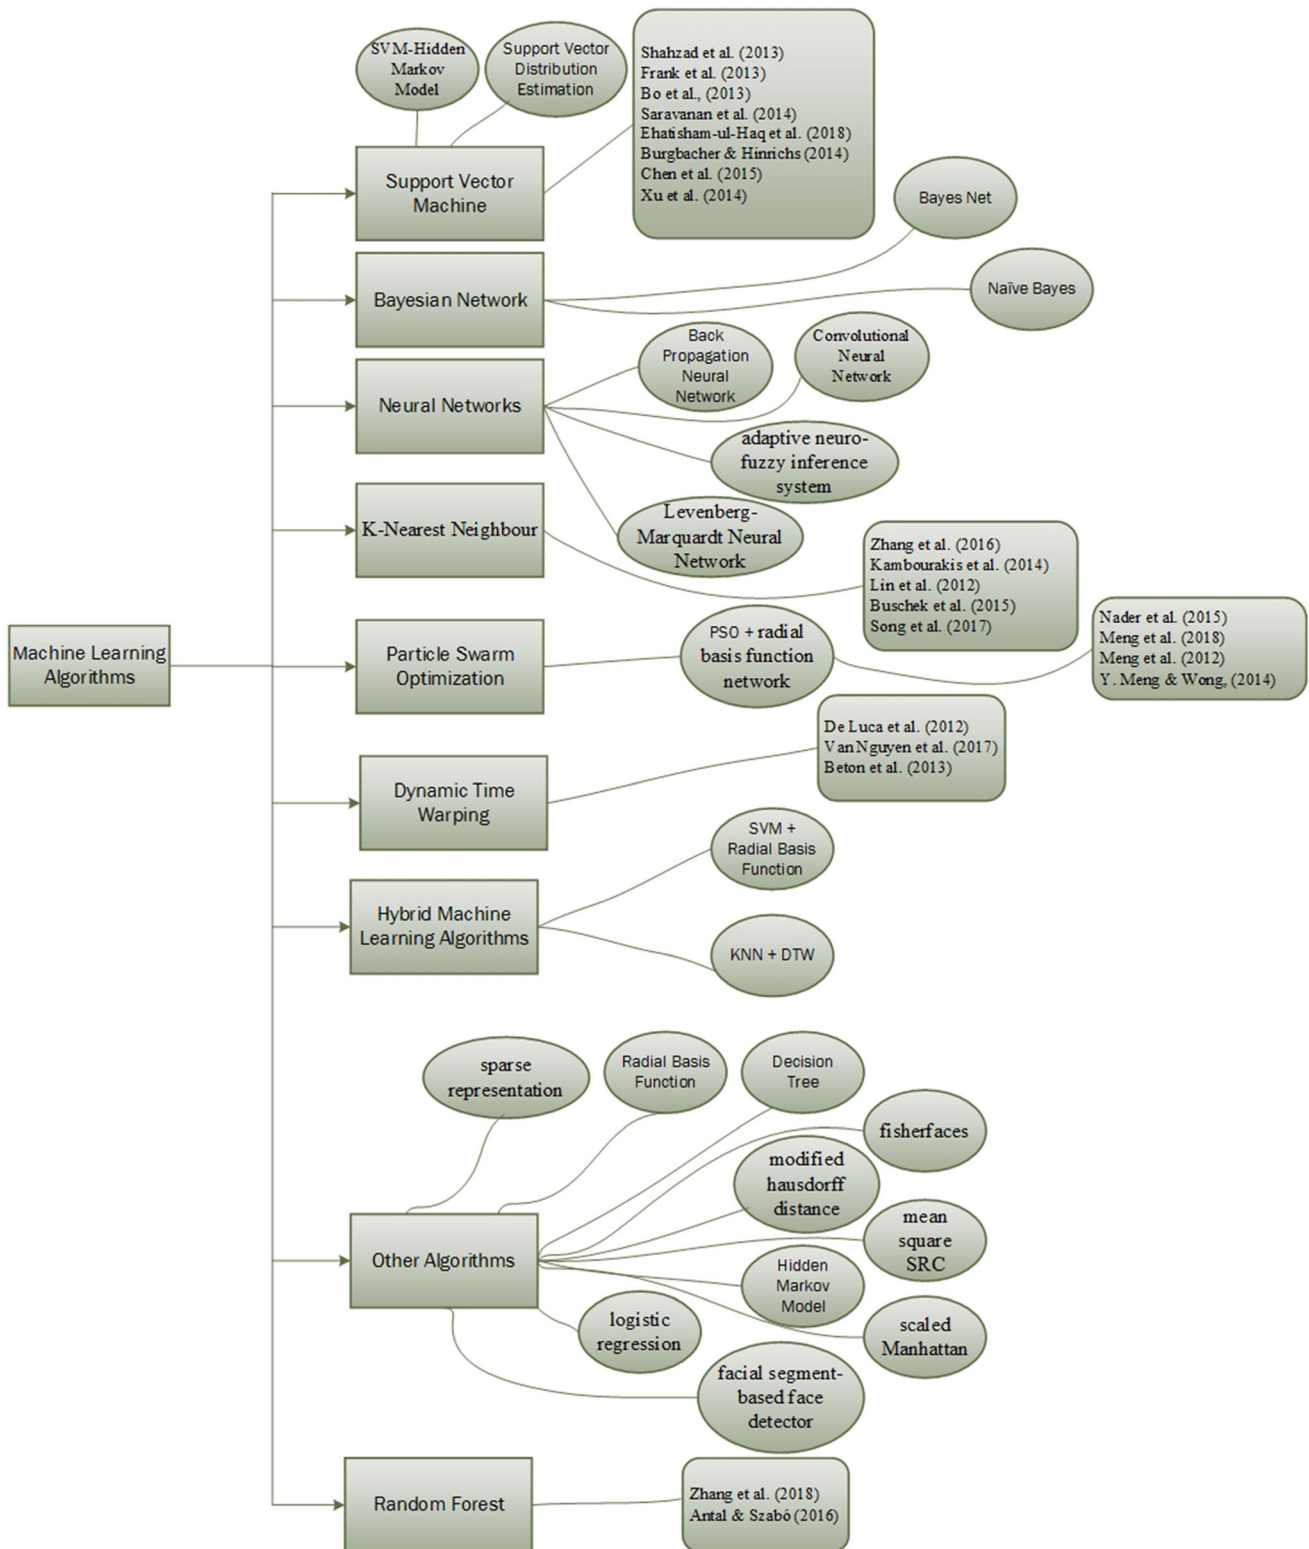 SVM-Hidden
Markov
Model
Support Vector
Distribution
Estimation
Shahzad et al. (2013)
Frank et al. (2013)
Bo et al., (2013)
Saravanan et al. (2014)
Ehatisham-ul-Haq et al. (2018)
Burgbacher & Hinrichs (2014)
Chen et al. (2015)
Xu et al. (2014)
Support Vector
Machine
Bayes Net
Bayesian Network
Naïve Bayes
Back
Propagation
Neural
Network
Convolutional
Neural
Network
Neural Networks
adaptive neuro-
fuzzy inference
system
Levenberg-
Marquardt Neural
Network
K-Nearest Neighbour
Zhang et al. (2016)
Kambourakis et al. (2014)
Lin et al. (2012)
Buschek et al. (2015)
Song et al. (2017)
Machine Learning
Algorithms
Particle Swarm
Optimization
PSO + radial
basis function
network
Nader et al. (2015)
Meng et al. (2018)
Meng et al. (2012)
Y. Meng & Wong, (2014)
De Luca et al. (2012)
Van Nguyen et al. (2017)
Beton et al. (2013)
Dynamic Time
Warping
SVM +
Radial Basis
Function
Hybrid Machine
Learning Algorithms
KNN + DTW
sparse
representation
Radial Basis
Function
Decision
Tree
fisherfaces
modified
hausdorff
distance
mean
square
SRC
Other Algorithms
Hidden
Markov
Model
logistic
regression
scaled
Manhattan
facial segment-
based face
detector
Random Forest
Zhang et al. (2018)
Antal & Szabó (2016)